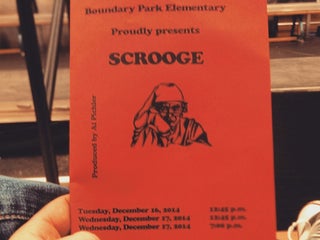 Boundary Park Elementary
Proudly presents
SCROOGE
Produced by Al Pichler
Tuesday, December 16, 2014 12:45 p.m.
Wednesday, December 17, 2014 12:45 p.m.
Wednesday, December 17, 2014 7:00 p.m.